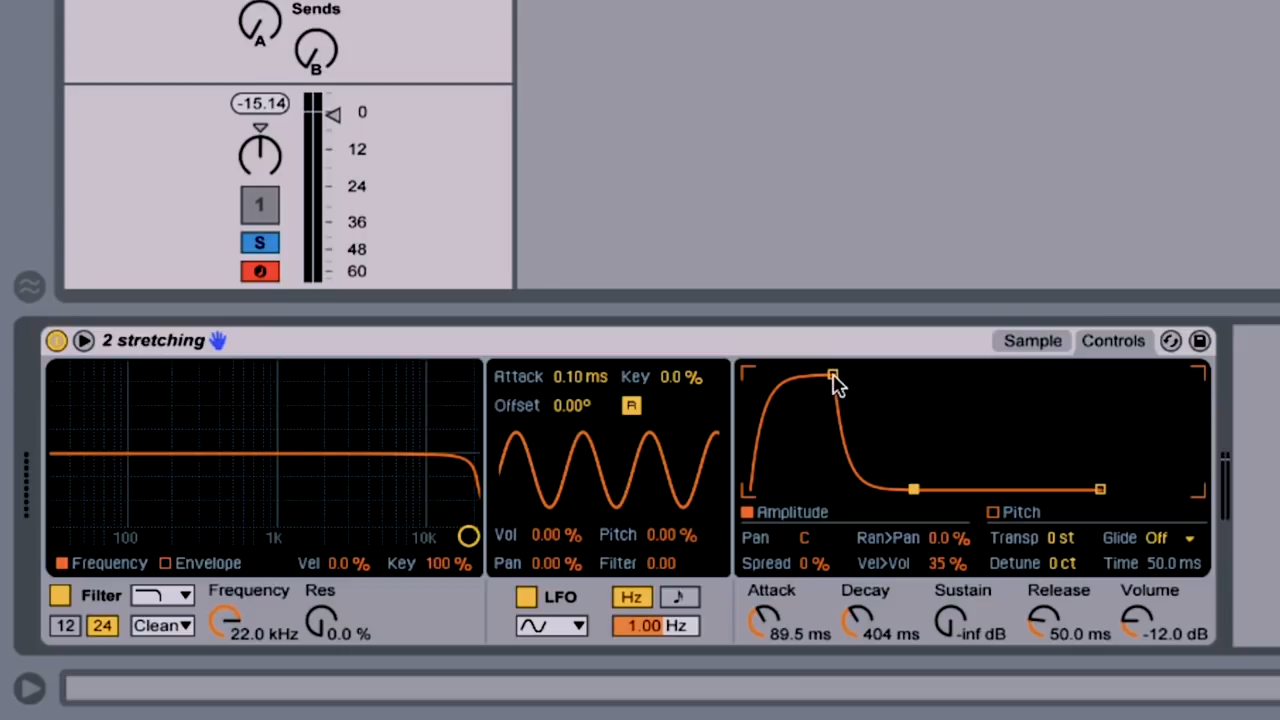 Sends
A
B
-15.14
0
12
1
24
36
S
48
60
2 stretching
Sample Controls
Attack 0.10 ms Key 0.0 %
Offset 0.00º R
100 1k 10k
Frequency Envelope Vel 0.0 % Key 100 %
Vol 0.00 % Pitch 0.00 %
Pan 0.00 % Filter 0.00
Amplitude Pitch
Pan C Ran>Pan 0.0 % Transp 0 st Glide Off
Spread 0 % Vel>Vol 35 % Detune 0 ct Time 50.0 ms
Filter Frequency Res
12 24 Clean 22.0 kHz 0.0 %
LFO Hz ♪
1.00 Hz
Attack Decay Sustain Release Volume
89.5 ms 404 ms -inf dB 50.0 ms -12.0 dB